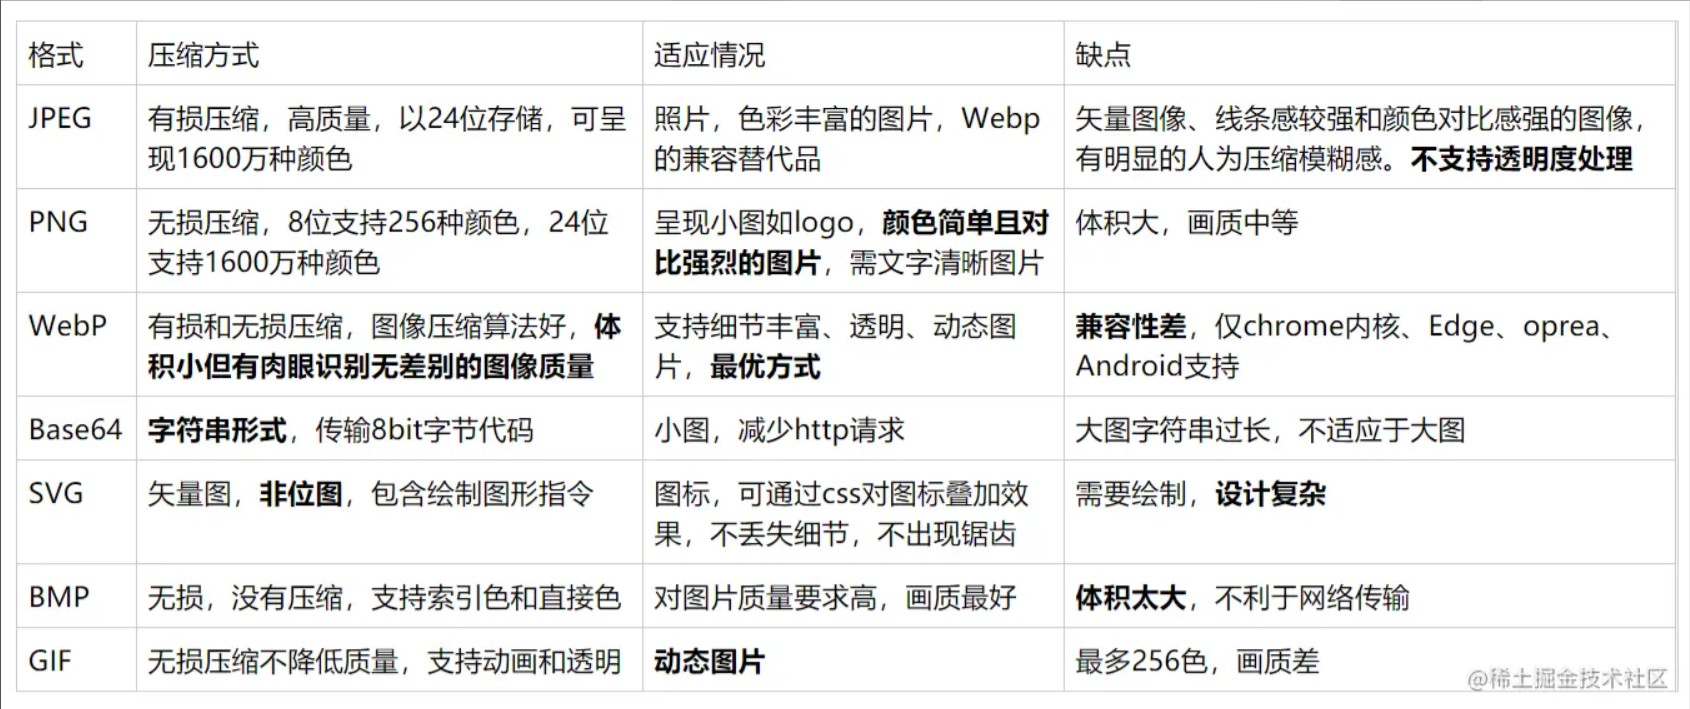 格式 压缩方式 适应情况 缺点
JPEG 有损压缩，高质量，以24位存储，可呈 照片，色彩丰富的图片，Webp 矢量图像、线条感较强和颜色对比感强的图像，
现1600万种颜色 的兼容替代品 有明显的人为压缩模糊感。不支持透明度处理
PNG 无损压缩，8位支持256种颜色，24位 呈现小图如logo，颜色简单且对 体积大，画质中等
支持1600万种颜色 比强烈的图片，需文字清晰图片
WebP 有损和无损压缩，图像压缩算法好，体 支持细节丰富、透明、动态图 兼容性差，仅chrome内核、Edge、oprea、
积小但有肉眼识别无差别的图像质量 片，最优方式 Android支持
Base64 字符串形式，传输8bit字节代码 小图，减少http请求 大图字符串过长，不适应于大图
SVG 矢量图，非位图，包含绘制图形指令 图标，可通过css对图标叠加效 需要绘制，设计复杂
果，不丢失细节，不出现锯齿
BMP 无损，没有压缩，支持索引色和直接色 对图片质量要求高，画质最好 体积太大，不利于网络传输
GIF 无损压缩不降低质量，支持动画和透明 动态图片 最多256色，画质差
@稀土掘金技术社区